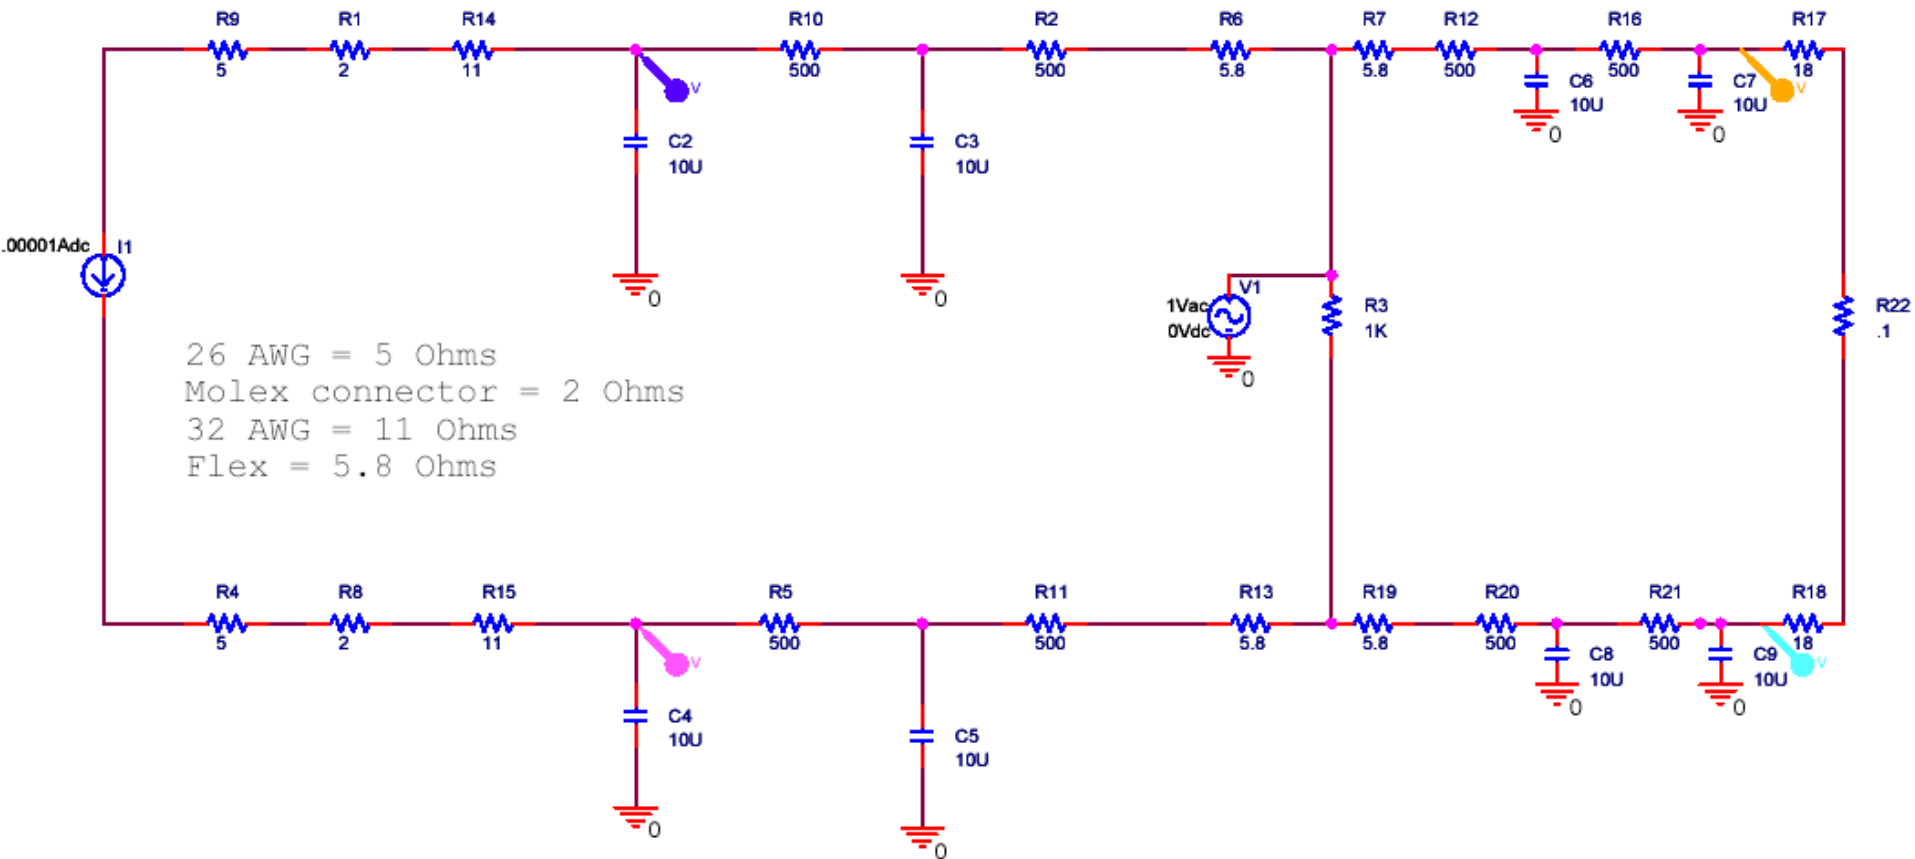 R9 R1 R14 R10 R2 R6 R7 R12 R16 R17
5 2 11 500 500 5.8 5.8 500 500 18
C6 C7
10U 10U
0 0
C2 C3
10U 10U
.00001Adc I1
0 0
V1
1Vac R3 R22
0Vdc 1K .1
0
26 AWG = 5 Ohms
Molex connector = 2 Ohms
32 AWG = 11 Ohms
Flex = 5.8 Ohms
R4 R8 R15 R5 R11 R13 R19 R20 R21 R18
5 2 11 500 500 5.8 5.8 500 500 18
C8 C9
10U 10U
0 0
C4 C5
10U 10U
0 0
V V V V